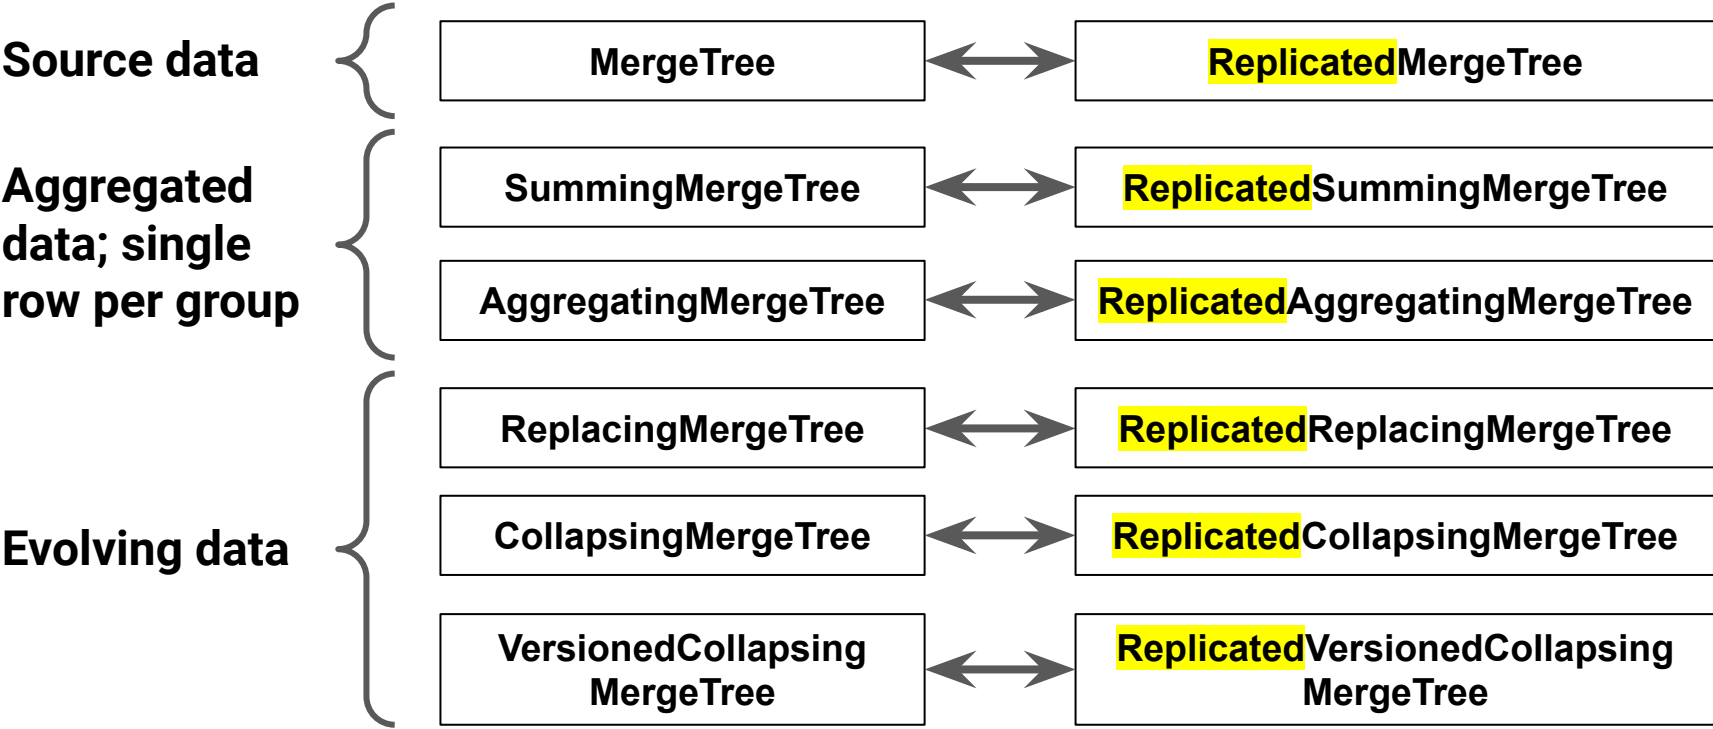 Source data
MergeTree
ReplicatedMergeTree
Aggregated
data; single
row per group
SummingMergeTree
ReplicatedSummingMergeTree
AggregatingMergeTree
ReplicatedAggregatingMergeTree
Evolving data
ReplacingMergeTree
ReplicatedReplacingMergeTree
CollapsingMergeTree
ReplicatedCollapsingMergeTree
VersionedCollapsing
MergeTree
ReplicatedVersionedCollapsing
MergeTree